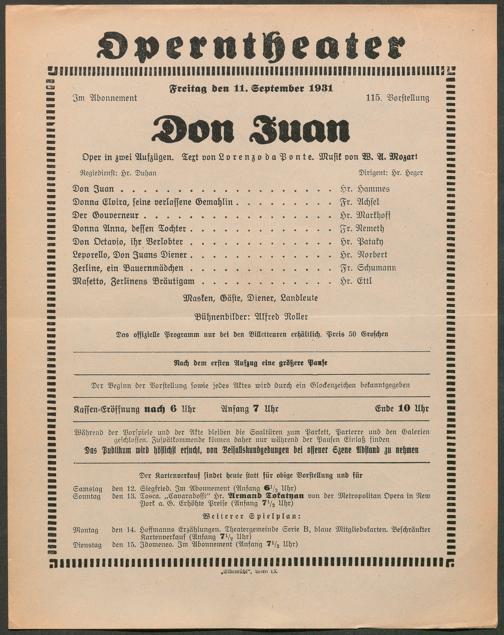 Operntheater
Freitag den 11. September 1931
Im Abonnement 115. Vorstellung
Don Juan
Oper in zwei Aufzügen. Text von Lorenzo da Ponte. Musik von W. A. Mozart
Regiedienst: Hr. Duhan Dirigent: Hr. Heger
Don Juan . . . . . . . . . . . . . . . . . . . Hr. Hammes
Donna Elvira, seine verlassene Gemahlin . . . . . . . . . Fr. Achsel
Der Gouverneur . . . . . . . . . . . . . . . . . Hr. Markhoff
Donna Anna, dessen Tochter . . . . . . . . . . . . . Fr. Nemeth
Don Octavio, ihr Verlobter . . . . . . . . . . . . . Hr. Pataky
Leporello, Don Juans Diener . . . . . . . . . . . . . Hr. Norbert
Zerline, ein Bauernmädchen . . . . . . . . . . . . . Fr. Schumann
Masetto, Zerlinens Bräutigam . . . . . . . . . . . . . Hr. Ettl
Masken, Gäste, Diener, Landleute
Bühnenbilder: Alfred Roller
Das offizielle Programm nur bei den Billetteuren erhältlich. Preis 50 Groschen
Nach dem ersten Aufzug eine größere Pause
Der Beginn der Vorstellung sowie jedes Aktes wird durch ein Glockenzeichen bekanntgegeben
Kassen-Eröffnung nach 6 Uhr Anfang 7 Uhr Ende 10 Uhr
Während der Vorspiele und der Akte bleiben die Saaltüren zum Parkett, Parterre und den Galerien
geschlossen. Zuspätkommende können daher nur während der Pausen Einlaß finden
Das Publikum wird höflichst ersucht, von Beifallskundgebungen bei offener Szene Abstand zu nehmen
Der Kartenverkauf findet heute statt für obige Vorstellung und für
Samstag den 12. Siegfried. Im Abonnement (Anfang 6½ Uhr)
Sonntag den 13. Tosca. „Cavaradossi" Hr. Armand Tokatyan von der Metropolitan Opera in New
York a. G. Erhöhte Preise (Anfang 7½ Uhr)
Weiterer Spielplan:
Montag den 14. Hoffmanns Erzählungen. Theatergemeinde Serie B, blaue Mitgliedskarten. Beschränkter
Kartenverkauf (Anfang 7½ Uhr)
Dienstag den 15. Idomeneo. Im Abonnement (Anfang 7½ Uhr)